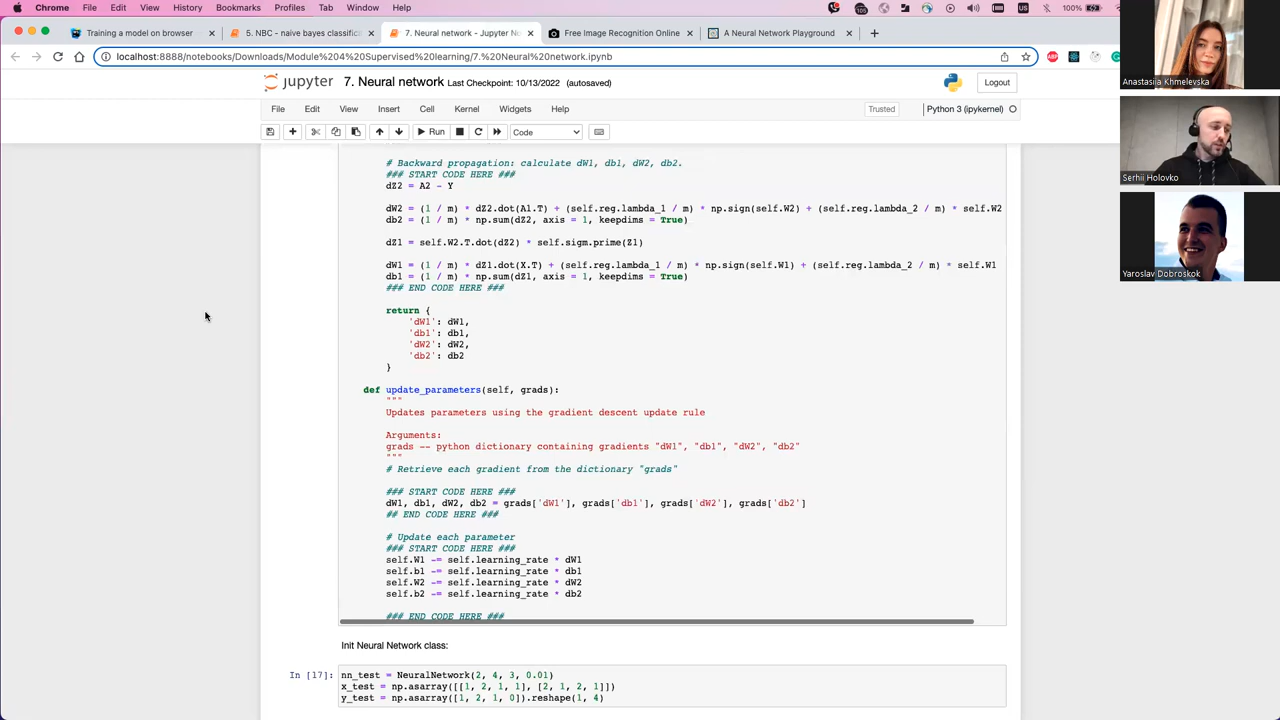 Chrome File Edit View History Bookmarks Profiles Tab Window Help 100%
Training a model on browser
5. NBC - naive bayes classific
7. Neural network - Jupyter No
Free Image Recognition Online
A Neural Network Playground
localhost:8888/notebooks/Downloads/Module%204%20Supervised%20learning/7.%20Neural%20network.ipynb
jupyter 7. Neural network Last Checkpoint: 10/13/2022 (autosaved)
Logout
File Edit View Insert Cell Kernel Widgets Help
Trusted
Python 3 (ipykernel)
Run
Code
# Backward propagation: calculate dW1, db1, dW2, db2.
### START CODE HERE ###
dZ2 = A2 - Y
dW2 = (1 / m) * dZ2.dot(A1.T) + (self.reg.lambda_1 / m) * np.sign(self.W2) + (self.reg.lambda_2 / m) * self.W2
db2 = (1 / m) * np.sum(dZ2, axis = 1, keepdims = True)
dZ1 = self.W2.T.dot(dZ2) * self.sigm.prime(Z1)
dW1 = (1 / m) * dZ1.dot(X.T) + (self.reg.lambda_1 / m) * np.sign(self.W1) + (self.reg.lambda_2 / m) * self.W1
db1 = (1 / m) * np.sum(dZ1, axis = 1, keepdims = True)
### END CODE HERE ###
return {
'dW1': dW1,
'db1': db1,
'dW2': dW2,
'db2': db2
}
def update_parameters(self, grads):
"""
Updates parameters using the gradient descent update rule
Arguments:
grads -- python dictionary containing gradients "dW1", "db1", "dW2", "db2"
"""
# Retrieve each gradient from the dictionary "grads"
### START CODE HERE ###
dW1, db1, dW2, db2 = grads['dW1'], grads['db1'], grads['dW2'], grads['db2']
## END CODE HERE ###
# Update each parameter
### START CODE HERE ###
self.W1 -= self.learning_rate * dW1
self.b1 -= self.learning_rate * db1
self.W2 -= self.learning_rate * dW2
self.b2 -= self.learning_rate * db2
### END CODE HERE ###
Init Neural Network class:
In [17]: nn_test = NeuralNetwork(2, 4, 3, 0.01)
x_test = np.asarray([[1, 2, 1, 1], [2, 1, 2, 1]])
y_test = np.asarray([1, 2, 1, 0]).reshape(1, 4)
Anastasiia Khmelevska
Serhii Holovko
Yaroslav Dobroskok